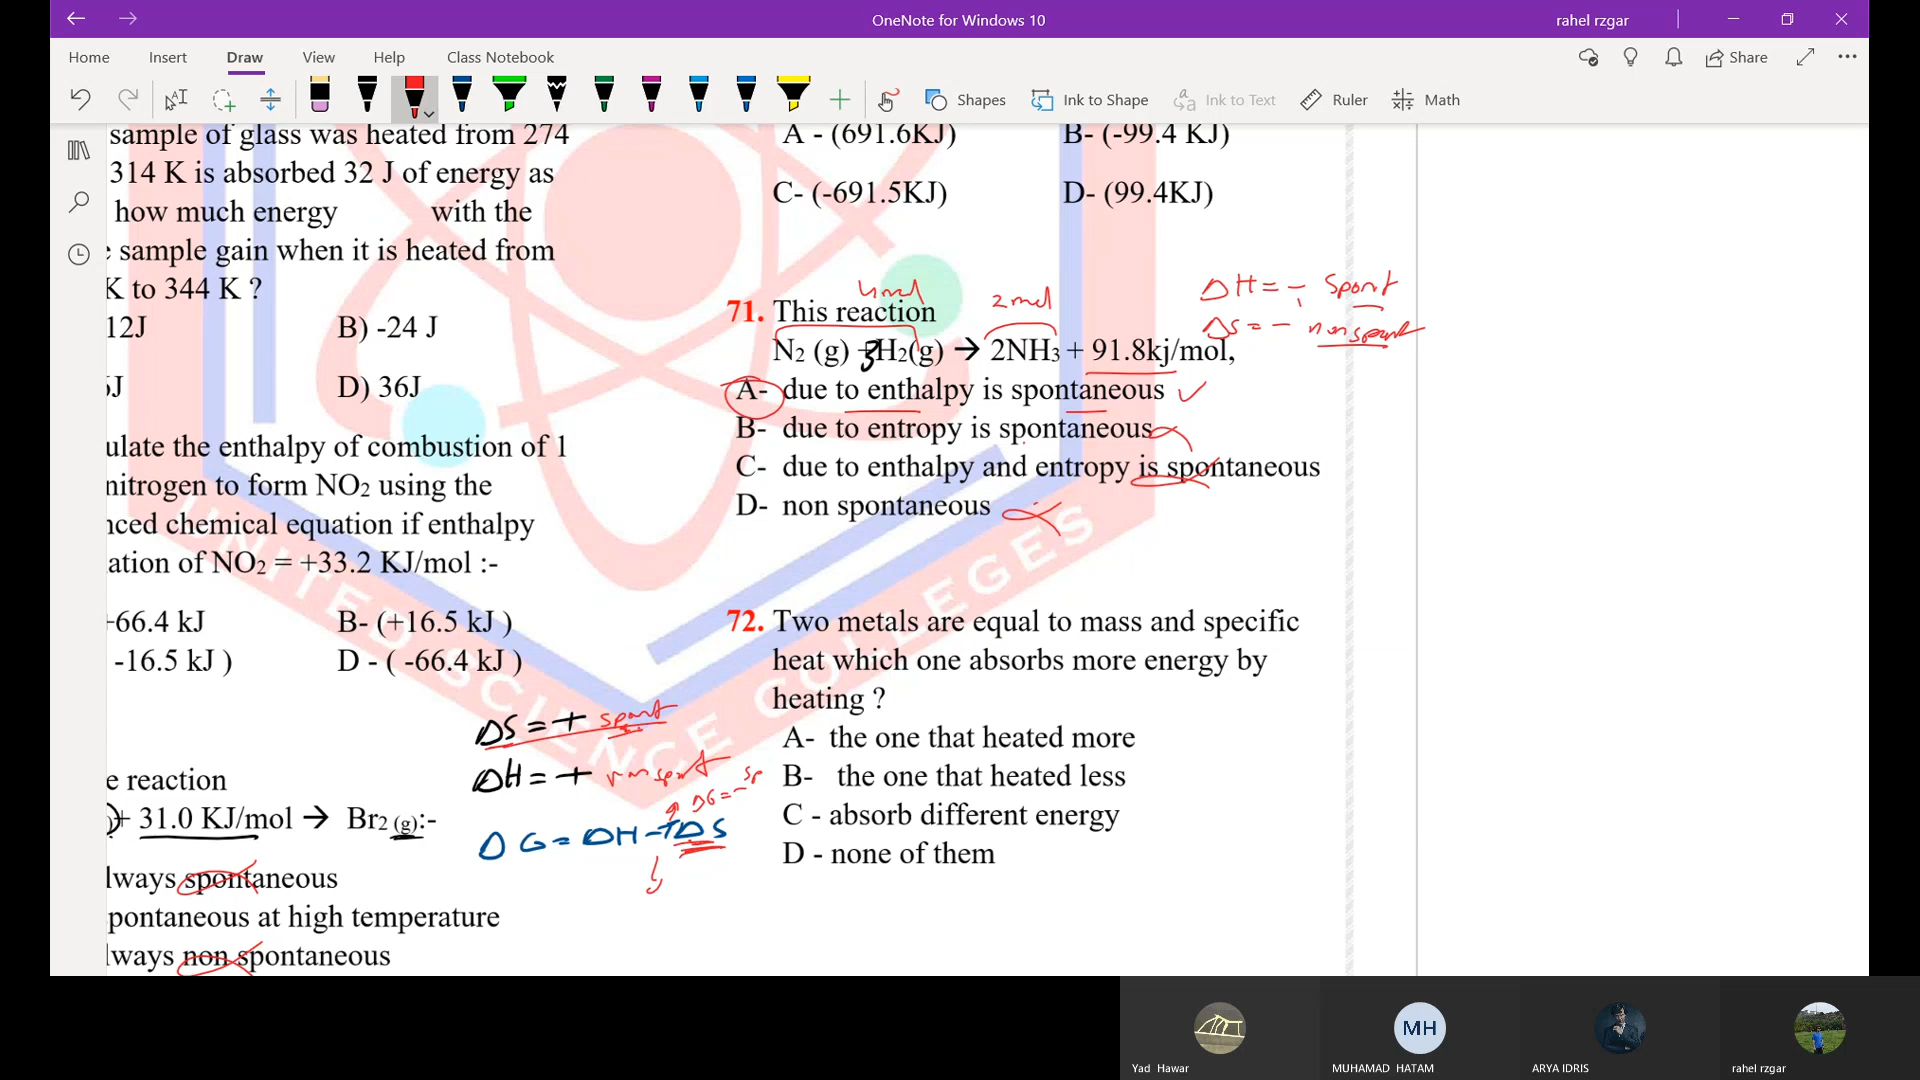 OneNote for Windows 10
rahel rzgar
Home Insert Draw View Help Class Notebook
Share
Shapes Ink to Shape Ink to Text Ruler Math
sample of glass was heated from 274
314 K is absorbed 32 J of energy as
how much energy with the
sample gain when it is heated from
K to 344 K ?
12J B) -24 J
J D) 36J
ulate the enthalpy of combustion of 1
nitrogen to form NO2 using the
nced chemical equation if enthalpy
ation of NO2 = +33.2 KJ/mol :-
+66.4 kJ B- (+16.5 kJ )
-16.5 kJ ) D - ( -66.4 kJ )
ΔS = + spont
ΔH = + non spont
ΔG = - sp
ΔG = ΔH - TΔS
e reaction
+ 31.0 KJ/mol → Br2 (g):-
lways spontaneous
pontaneous at high temperature
lways non spontaneous
A - (691.6KJ) B- (-99.4 KJ)
C- (-691.5KJ) D- (99.4KJ)
4mol 2mol
ΔH = - Spont
ΔS = - non spont
71. This reaction
N2 (g) +3H2(g) → 2NH3 + 91.8kj/mol,
A- due to enthalpy is spontaneous
B- due to entropy is spontaneous
C- due to enthalpy and entropy is spontaneous
D- non spontaneous
72. Two metals are equal to mass and specific
heat which one absorbs more energy by
heating ?
A- the one that heated more
B- the one that heated less
C - absorb different energy
D - none of them
UNITED SCIENCE COLLEGES
MH
Yad Hawar MUHAMAD HATAM ARYA IDRIS rahel rzgar